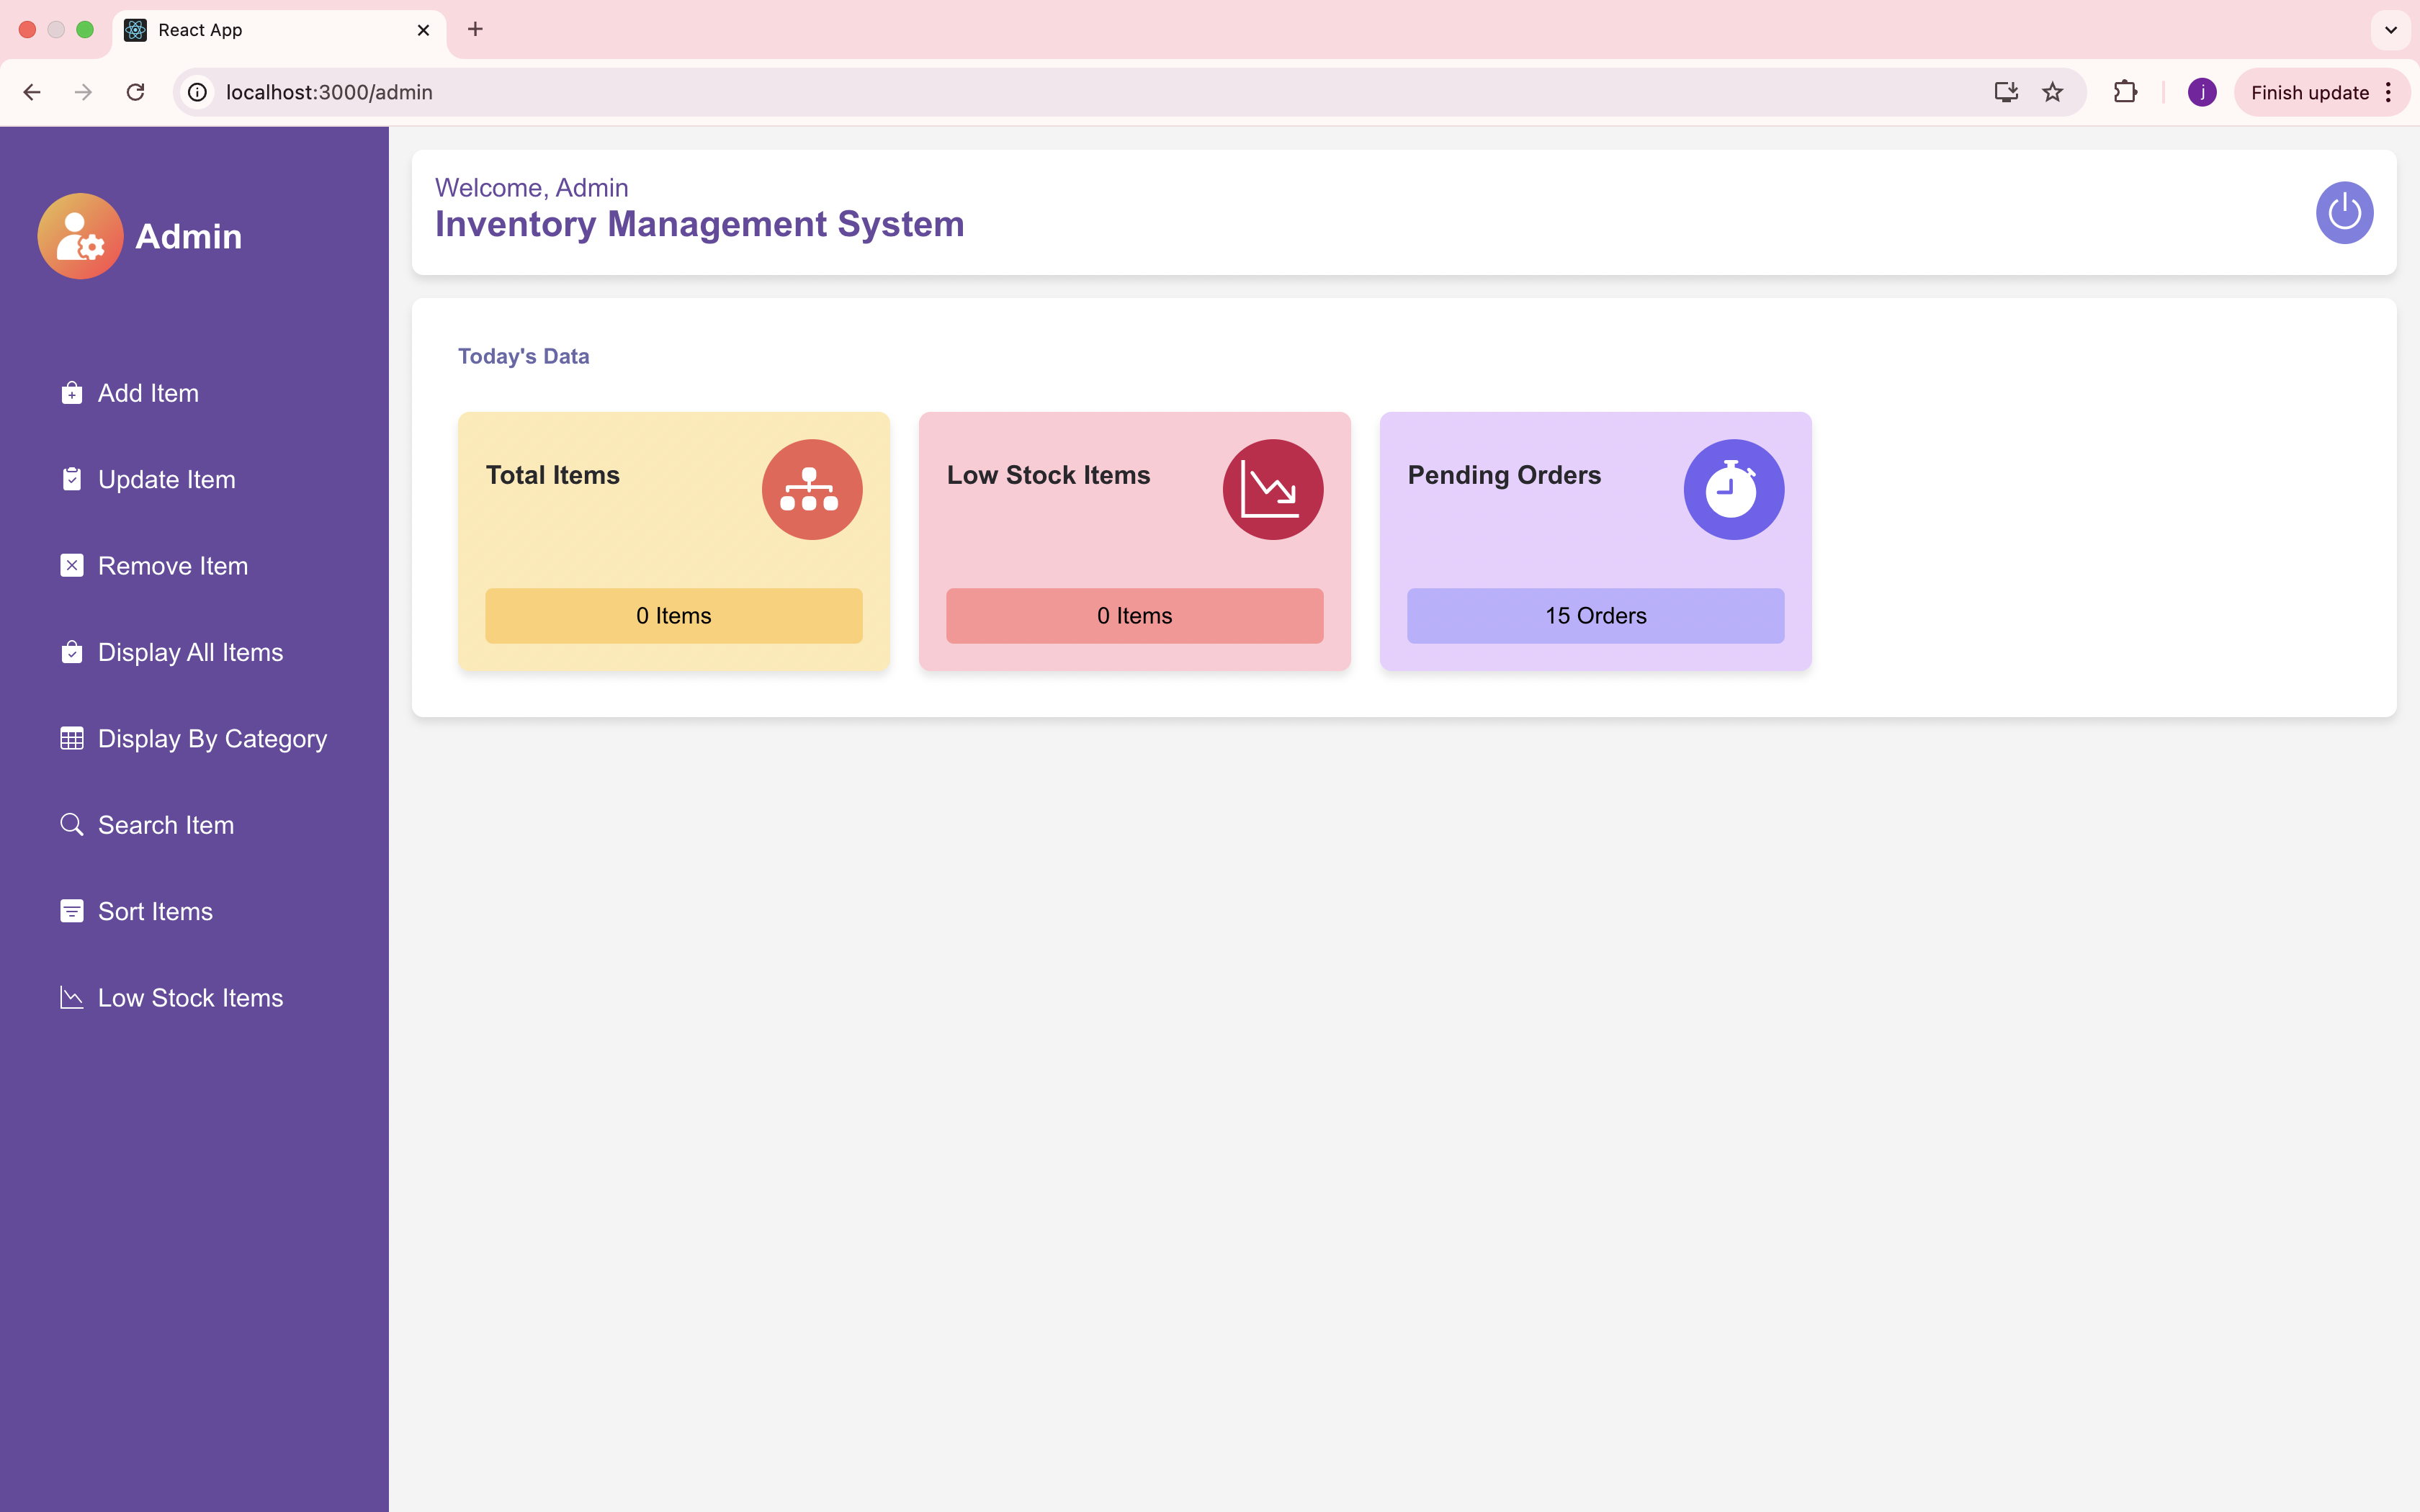 React App
localhost:3000/admin
j
Finish update
Admin
Add Item
Update Item
Remove Item
Display All Items
Display By Category
Search Item
Sort Items
Low Stock Items
Welcome, Admin
Inventory Management System
Today's Data
Total Items
0 Items
Low Stock Items
0 Items
Pending Orders
15 Orders